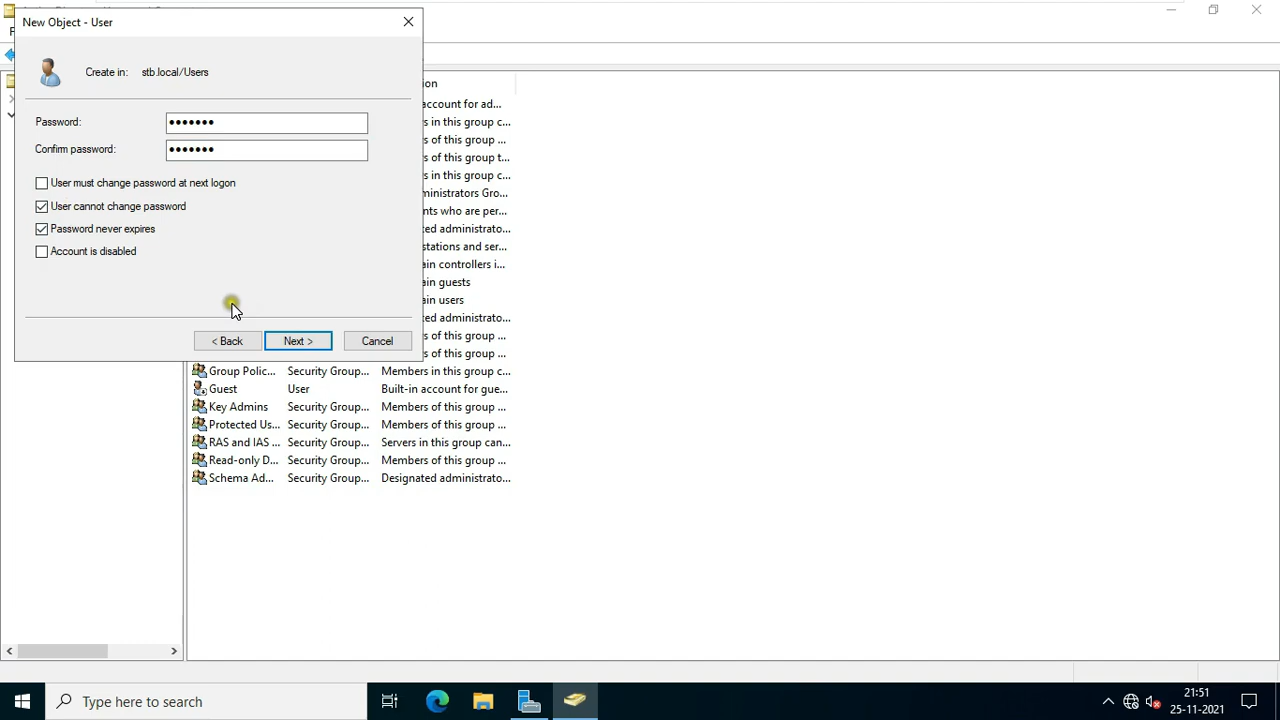 New Object - User
Create in: stb.local/Users
Password: •••••••
Confirm password: •••••••
User must change password at next logon
User cannot change password
Password never expires
Account is disabled
< Back
Next >
Cancel
ion
account for ad...
s in this group c...
s of this group ...
s of this group t...
s in this group c...
ministrators Gro...
nts who are per...
ted administrato...
stations and ser...
ain controllers i...
ain guests
ain users
ted administrato...
s of this group ...
s of this group ...
Group Polic... Security Group... Members in this group c...
Guest User Built-in account for gue...
Key Admins Security Group... Members of this group ...
Protected Us... Security Group... Members of this group ...
RAS and IAS ... Security Group... Servers in this group can...
Read-only D... Security Group... Members of this group ...
Schema Ad... Security Group... Designated administrato...
Type here to search
21:51
25-11-2021